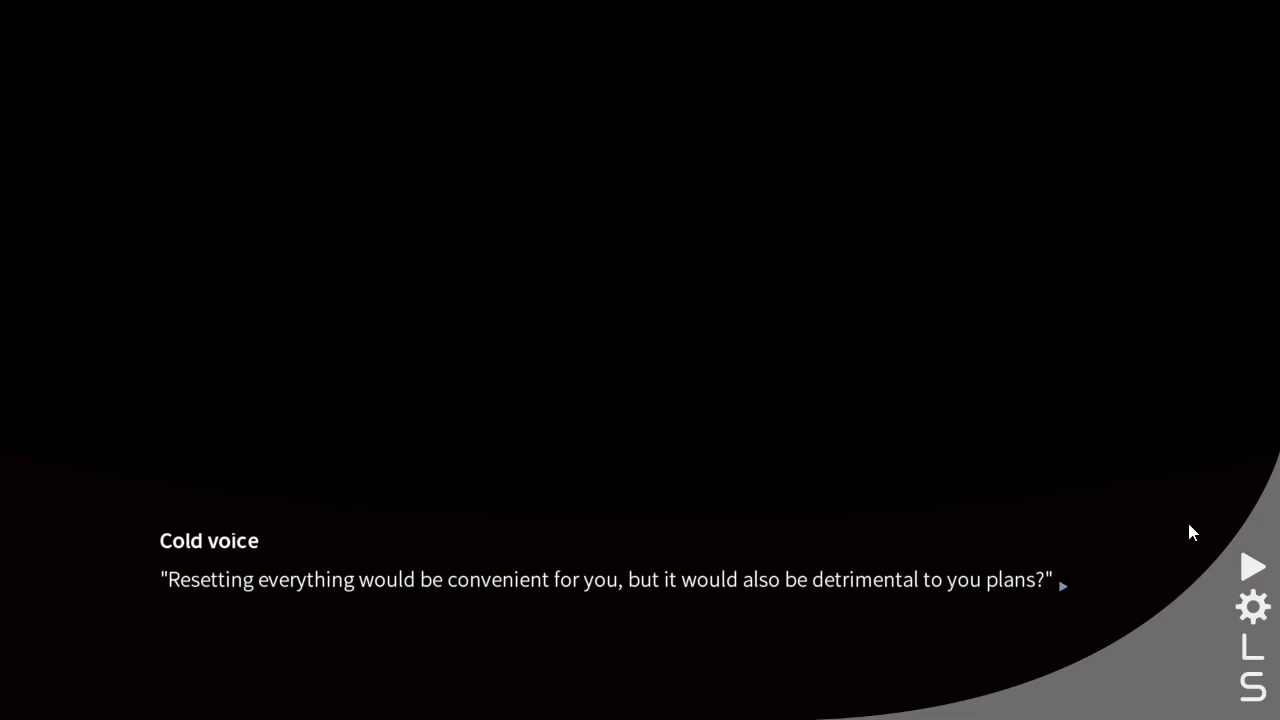 Cold voice
"Resetting everything would be convenient for you, but it would also be detrimental to you plans?"
L
S